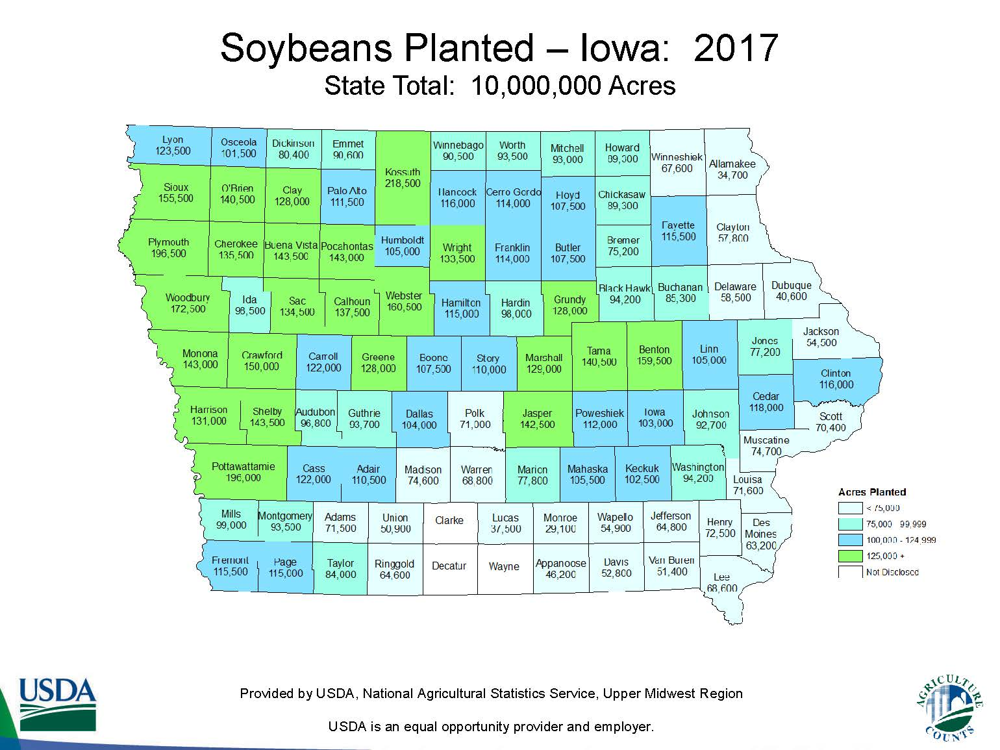 Soybeans Planted – Iowa:  2017
State Total:  10,000,000 Acres
Lyon
123,500
Osceola
101,500
Dickinson
80,400
Emmet
90,600
Kossuth
218,500
Winnebago
90,500
Worth
93,500
Mitchell
93,000
Howard
89,300
Winneshiek
67,600
Allamakee
34,700
Sioux
155,500
O'Brien
140,500
Clay
128,000
Palo Alto
111,500
Hancock
116,000
Cerro Gordo
114,000
Floyd
107,500
Chickasaw
89,300
Fayette
115,500
Clayton
57,800
Plymouth
196,500
Cherokee
135,500
Buena Vista
143,500
Pocahontas
143,000
Humboldt
105,000
Wright
133,500
Franklin
114,000
Butler
107,500
Bremer
75,200
Woodbury
172,500
Ida
98,500
Sac
134,500
Calhoun
137,500
Webster
160,500
Hamilton
115,000
Hardin
98,000
Grundy
128,000
Black Hawk
94,200
Buchanan
85,300
Delaware
58,500
Dubuque
40,600
Monona
143,000
Crawford
150,000
Carroll
122,000
Greene
128,000
Boone
107,500
Story
110,000
Marshall
129,000
Tama
140,500
Benton
159,500
Linn
105,000
Jones
77,200
Jackson
54,500
Clinton
116,000
Harrison
131,000
Shelby
143,500
Audubon
96,800
Guthrie
93,700
Dallas
104,000
Polk
71,000
Jasper
142,500
Poweshiek
112,000
Iowa
103,000
Johnson
92,700
Cedar
118,000
Scott
70,400
Muscatine
74,700
Pottawattamie
196,000
Cass
122,000
Adair
110,500
Madison
74,600
Warren
68,800
Marion
77,800
Mahaska
105,500
Keokuk
102,500
Washington
94,200
Louisa
71,600
Mills
99,000
Montgomery
93,500
Adams
71,500
Union
50,900
Clarke
Lucas
37,500
Monroe
29,100
Wapello
54,900
Jefferson
64,800
Henry
72,500
Des
Moines
63,200
Fremont
115,500
Page
115,000
Taylor
84,000
Ringgold
64,600
Decatur
Wayne
Appanoose
46,200
Davis
52,800
Van Buren
51,400
Lee
68,600
Acres Planted
< 75,000
75,000 - 99,999
100,000 - 124,999
125,000 +
Not Disclosed
USDA
Provided by USDA, National Agricultural Statistics Service, Upper Midwest Region
USDA is an equal opportunity provider and employer.
AGRICULTURE
COUNTS